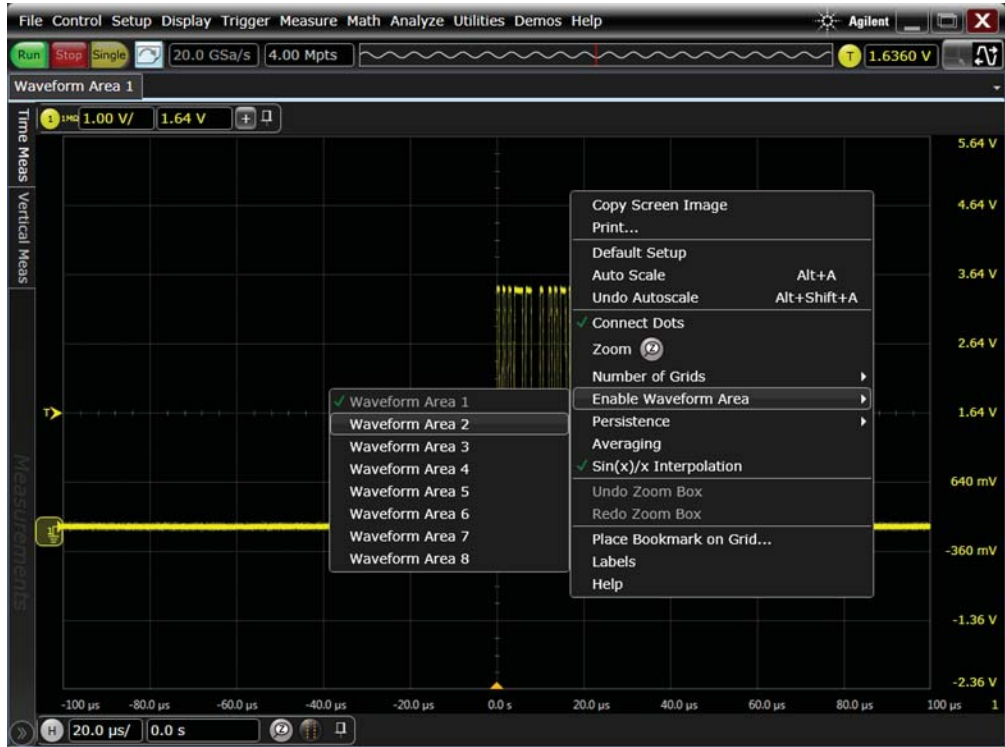 File Control Setup Display Trigger Measure Math Analyze Utilities Demos Help Agilent
Run Stop Single 20.0 GSa/s 4.00 Mpts T 1.6360 V
Waveform Area 1
1 1MΩ 1.00 V/ 1.64 V +
Time Meas
Vertical Meas
Measurements
5.64 V
4.64 V
3.64 V
2.64 V
1.64 V
640 mV
-360 mV
-1.36 V
-2.36 V
T
1
Copy Screen Image
Print...
Default Setup
Auto Scale Alt+A
Undo Autoscale Alt+Shift+A
Connect Dots
Zoom
Number of Grids
Enable Waveform Area
Persistence
Averaging
Sin(x)/x Interpolation
Undo Zoom Box
Redo Zoom Box
Place Bookmark on Grid...
Labels
Help
Waveform Area 1
Waveform Area 2
Waveform Area 3
Waveform Area 4
Waveform Area 5
Waveform Area 6
Waveform Area 7
Waveform Area 8
-100 µs -80.0 µs -60.0 µs -40.0 µs -20.0 µs 0.0 s 20.0 µs 40.0 µs 60.0 µs 80.0 µs 100 µs 1
H 20.0 µs/ 0.0 s